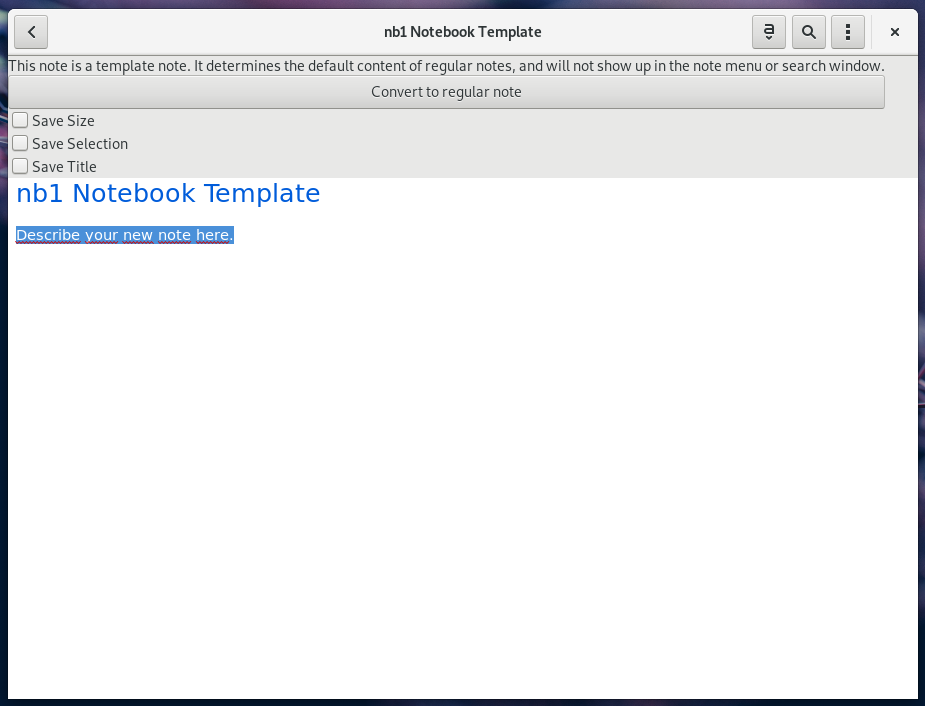 nb1 Notebook Template
This note is a template note. It determines the default content of regular notes, and will not show up in the note menu or search window.
Convert to regular note
Save Size
Save Selection
Save Title
nb1 Notebook Template
Describe your new note here.